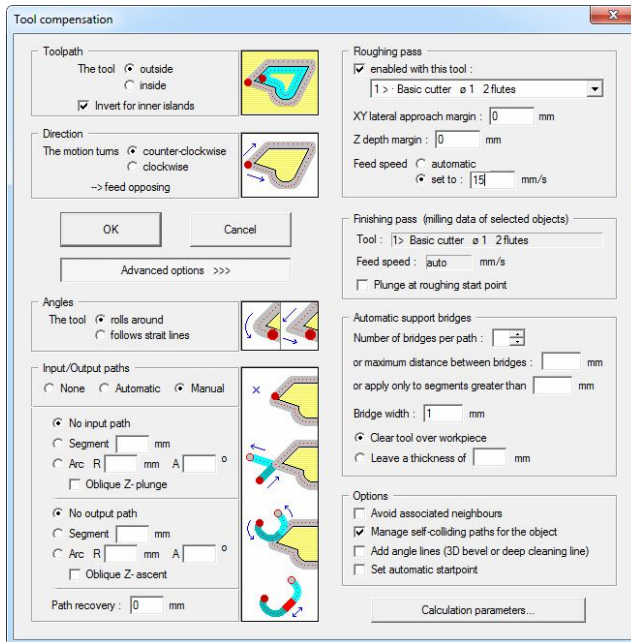 Tool compensation
Toolpath
The tool outside
inside
Invert for inner islands
Direction
The motion turns counter-clockwise
clockwise
--> feed opposing
OK Cancel
Advanced options >>>
Angles
The tool rolls around
follows strait lines
Input/Output paths
None Automatic Manual
No input path
Segment mm
Arc R mm A o
Oblique Z- plunge
No output path
Segment mm
Arc R mm A o
Oblique Z- ascent
Path recovery : 0 mm
Roughing pass
enabled with this tool :
1 > · Basic cutter ø 1 2 flutes
XY lateral approach margin : 0 mm
Z depth margin : 0 mm
Feed speed automatic
set to : 15 mm/s
Finishing pass (milling data of selected objects)
Tool : 1> Basic cutter ø 1 2 flutes
Feed speed : auto mm/s
Plunge at roughing start point
Automatic support bridges
Number of bridges per path :
or maximum distance between bridges : mm
or apply only to segments greater than mm
Bridge width : 1 mm
Clear tool over workpiece
Leave a thickness of mm
Options
Avoid associated neighbours
Manage self-colliding paths for the object
Add angle lines (3D bevel or deep cleaning line)
Set automatic startpoint
Calculation parameters...